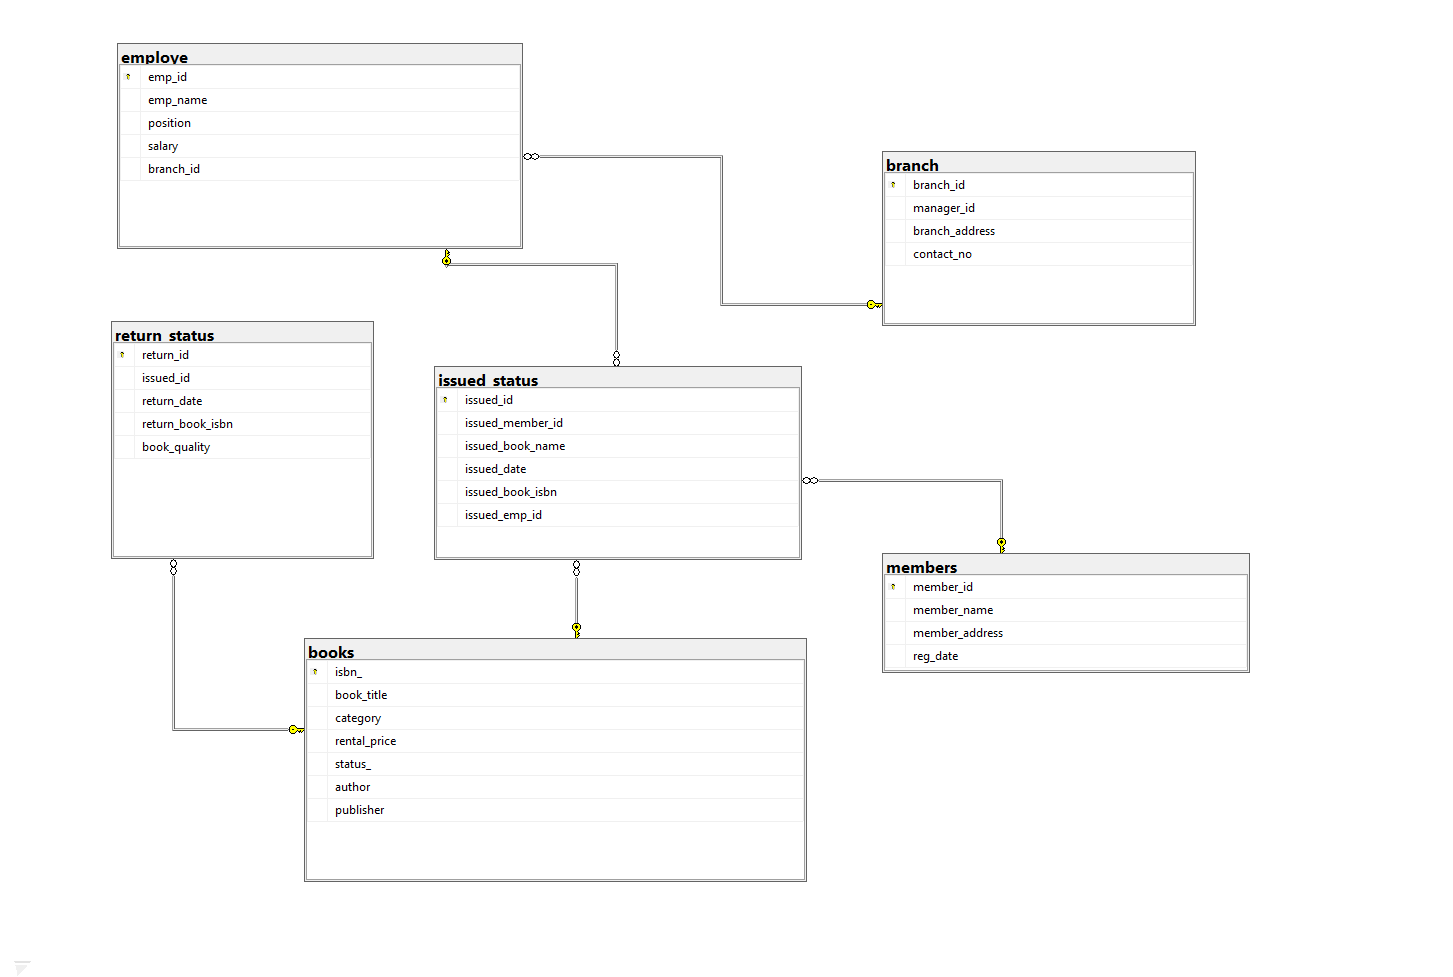 employe
emp_id
emp_name
position
salary
branch_id
branch
branch_id
manager_id
branch_address
contact_no
return_status
return_id
issued_id
return_date
return_book_isbn
book_quality
issued_status
issued_id
issued_member_id
issued_book_name
issued_date
issued_book_isbn
issued_emp_id
members
member_id
member_name
member_address
reg_date
books
isbn_
book_title
category
rental_price
status_
author
publisher